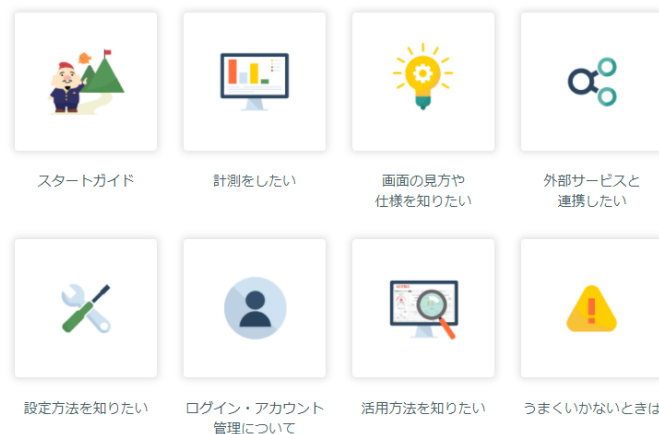 スタートガイド
計測をしたい
画面の見方や
仕様を知りたい
外部サービスと
連携したい
設定方法を知りたい
ログイン・アカウント
管理について
活用方法を知りたい
うまくいかないときは